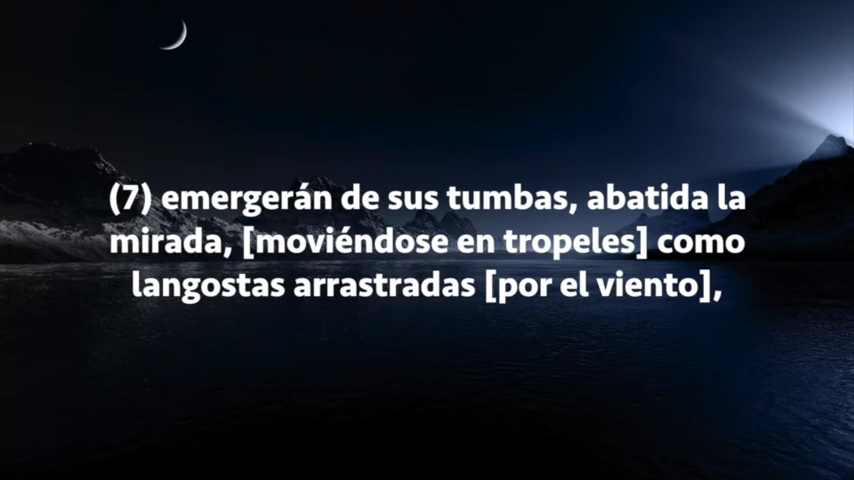 (7) emergerán de sus tumbas, abatida la
mirada, [moviéndose en tropeles] como
langostas arrastradas [por el viento],